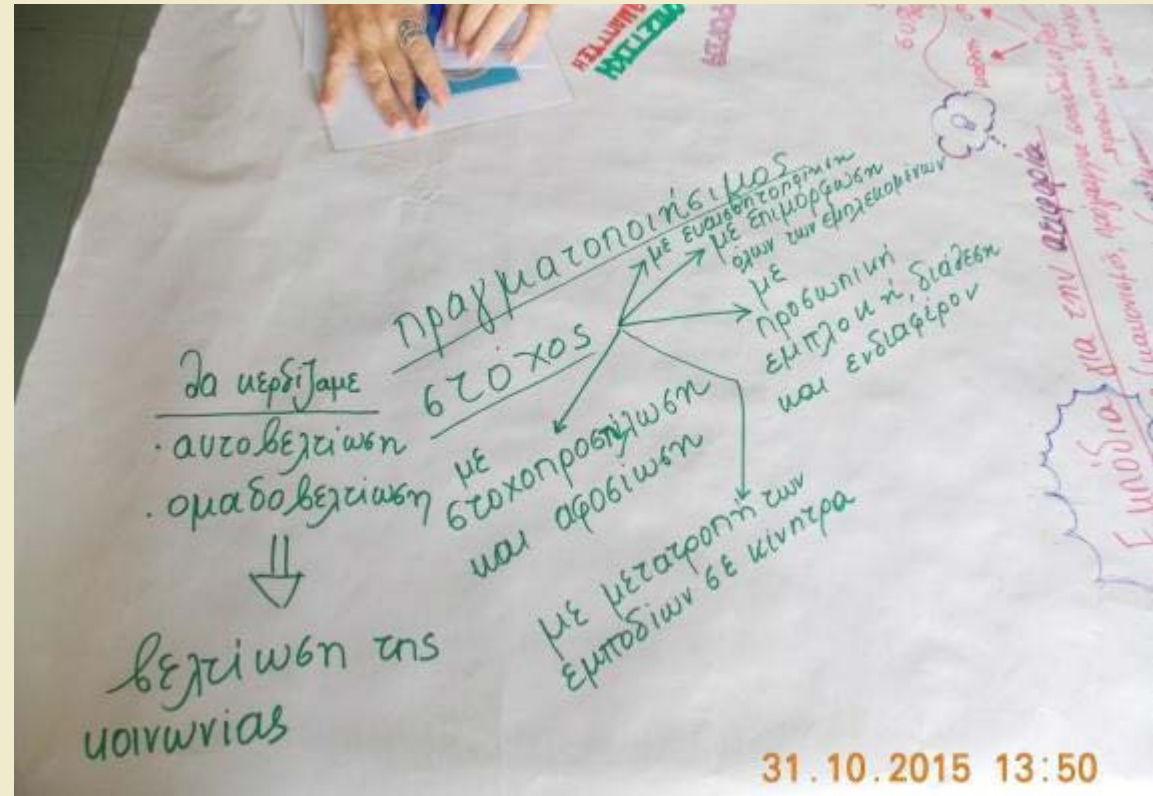 πραγματοποιήσιμος
στόχος
με ευαισθητοποίηση
με επιμόρφωση
όλων των εμπλεκομένων
με
προσωπική
εμπλοκή, διάθεση
και ενδιαφέρον
με μετατροπή των
εμποδίων σε κίνητρα
με
στοχοπροσήλωση
και αφοσίωση
θα κερδίζαμε
· αυτοβελτίωση
· ομαδοβελτίωση
βελτίωση της
κοινωνίας
Εμπόδια για την αειφορία
31.10.2015 13:50